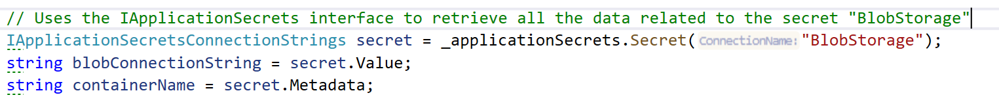 // Uses the IApplicationSecrets interface to retrieve all the data related to the secret "BlobStorage"
IApplicationSecretsConnectionStrings secret = _applicationSecrets.Secret(ConnectionName: "BlobStorage");
string blobConnectionString = secret.Value;
string containerName = secret.Metadata;